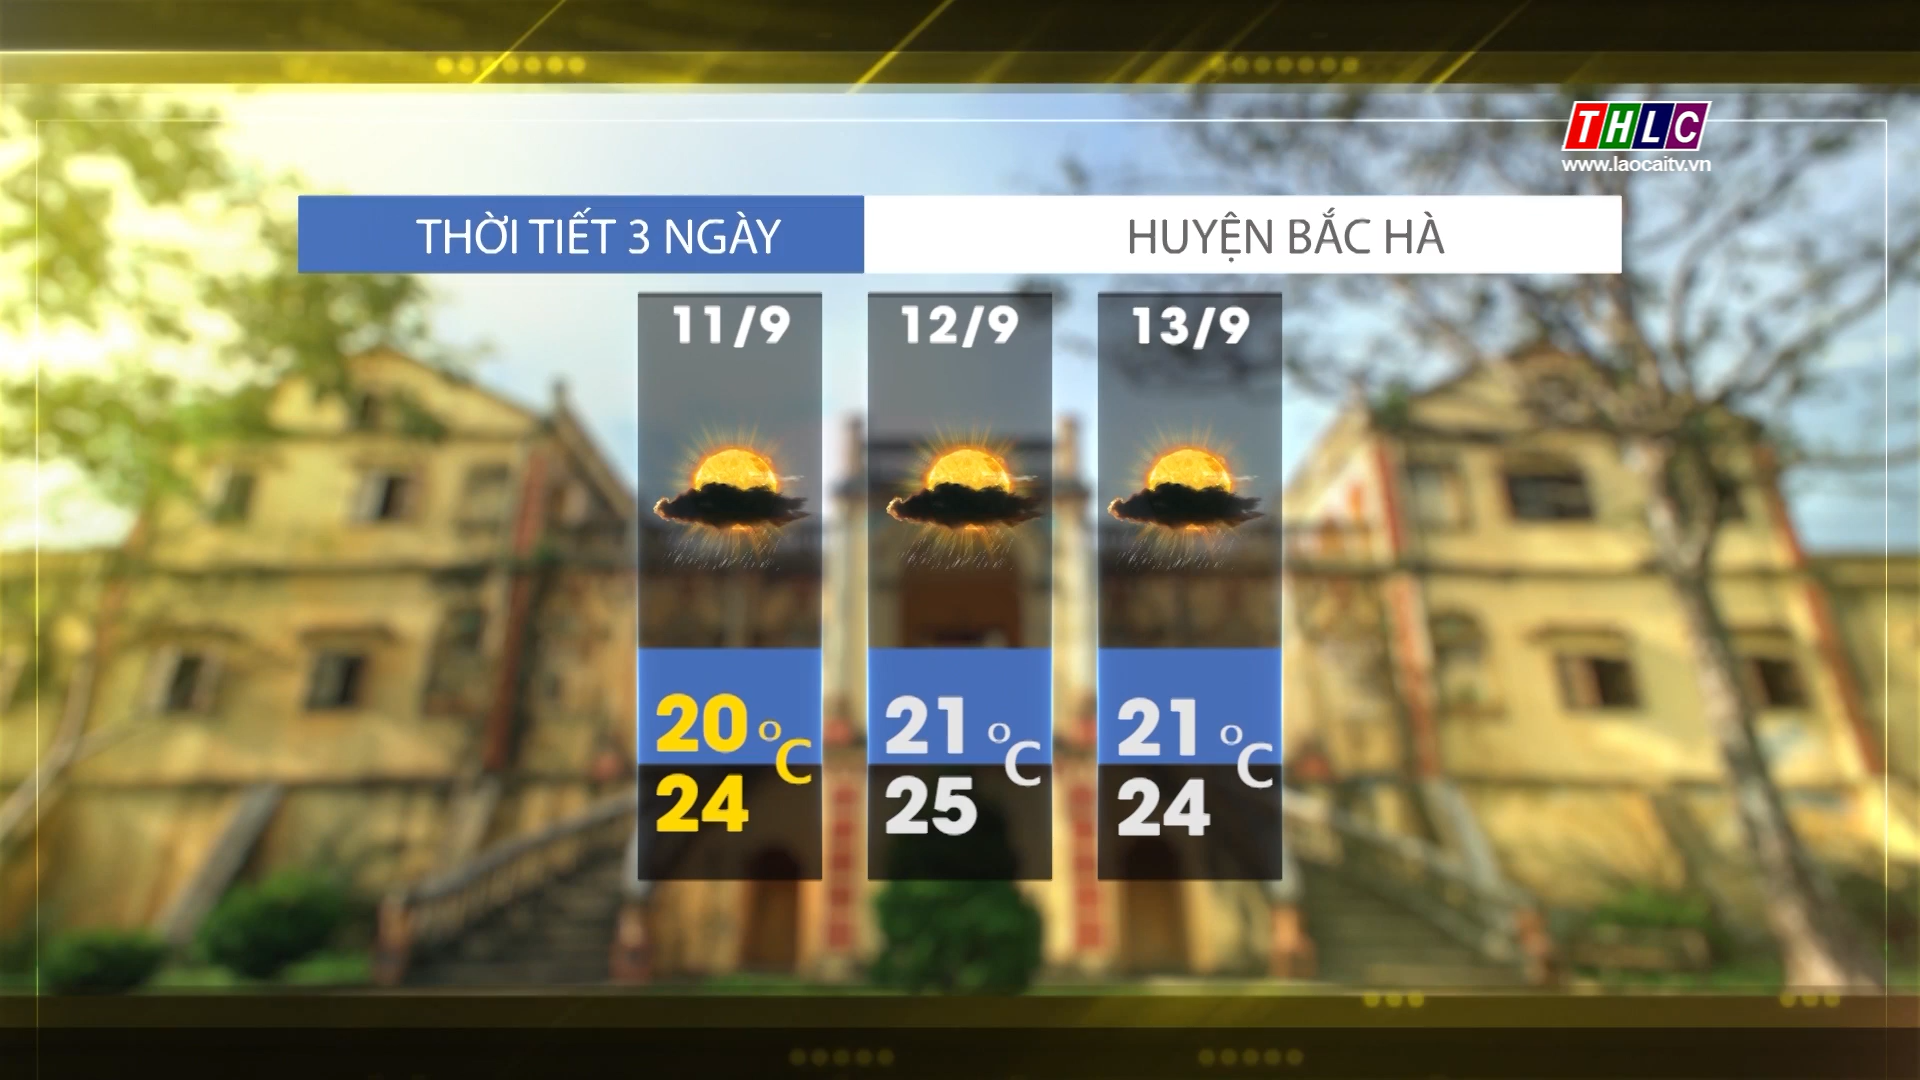 THLC
www.laocaitv.vn
THỜI TIẾT 3 NGÀY
HUYỆN BẮC HÀ
11/9
12/9
13/9
20 °C
24
21 °C
25
21 °C
24